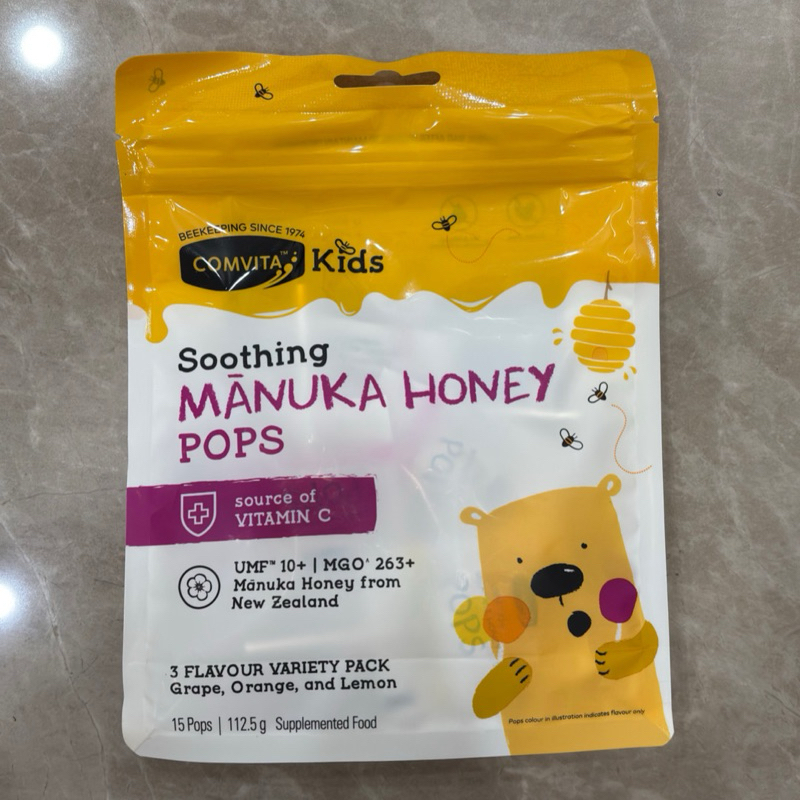 BEEKEEPING SINCE 1974
COMVITA™ Kids
Soothing
MĀNUKA HONEY
POPS
source of
VITAMIN C
UMF™ 10+ | MGO^ 263+
Mānuka Honey from
New Zealand
3 FLAVOUR VARIETY PACK
Grape, Orange, and Lemon
15 Pops | 112.5 g Supplemented Food
Pops colour in illustration indicates flavour only